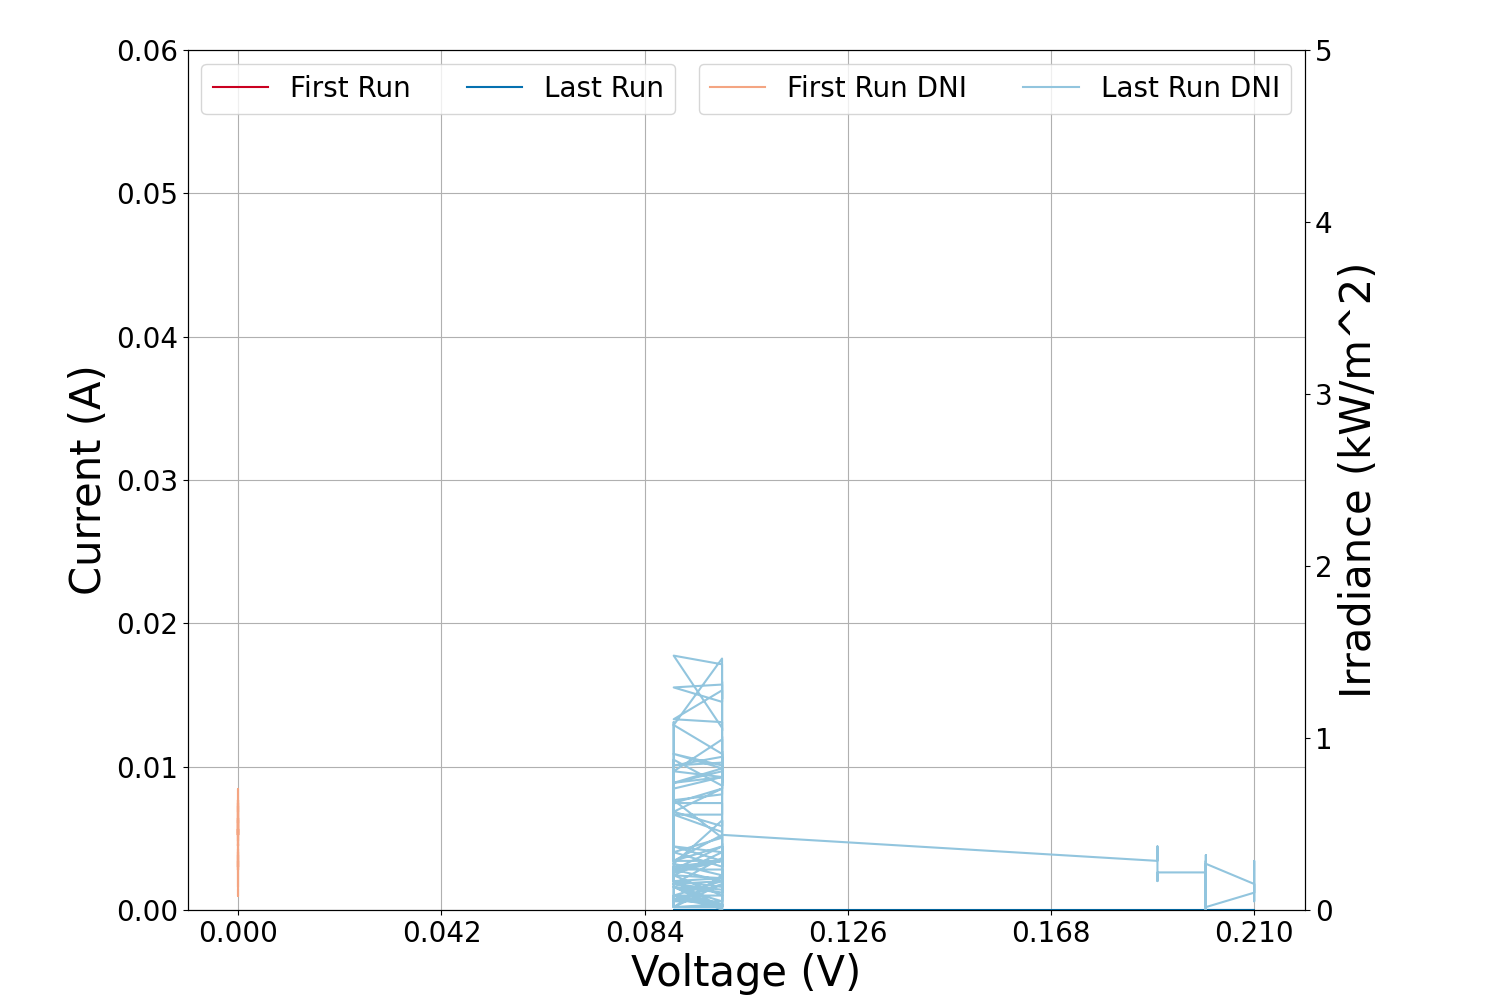 First Run
Last Run
First Run DNI
Last Run DNI
0.06
0.05
0.04
0.03
0.02
0.01
0.00
Current (A)
5
4
3
2
1
0
Irradiance (kW/m^2)
0.000
0.042
0.084
0.126
0.168
0.210
Voltage (V)